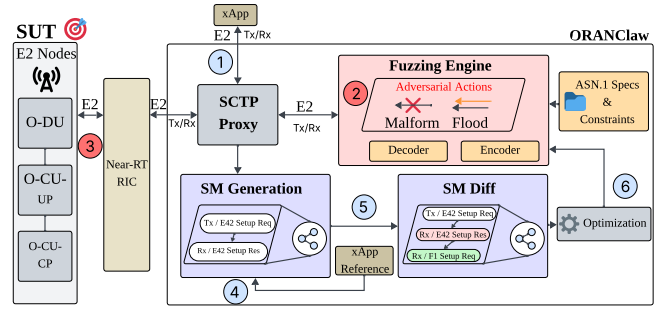 xApp
SUT
E2
Tx/Rx
ORANClaw
E2 Nodes
1
Fuzzing Engine
2
Adversarial Actions
Malform
Flood
ASN.1 Specs
&
Constraints
SCTP
Proxy
E2
Tx/Rx
O-DU
E2
3
E2
Tx/Rx
Decoder
Encoder
Near-RT
RIC
O-CU-
UP
O-CU-
CP
SM Generation
Tx / E42 Setup Req
Rx / E42 Setup Res
5
SM Diff
Tx / E42 Setup Req
Rx / E42 Setup Res
Rx / F1 Setup Req
6
Optimization
xApp
Reference
4